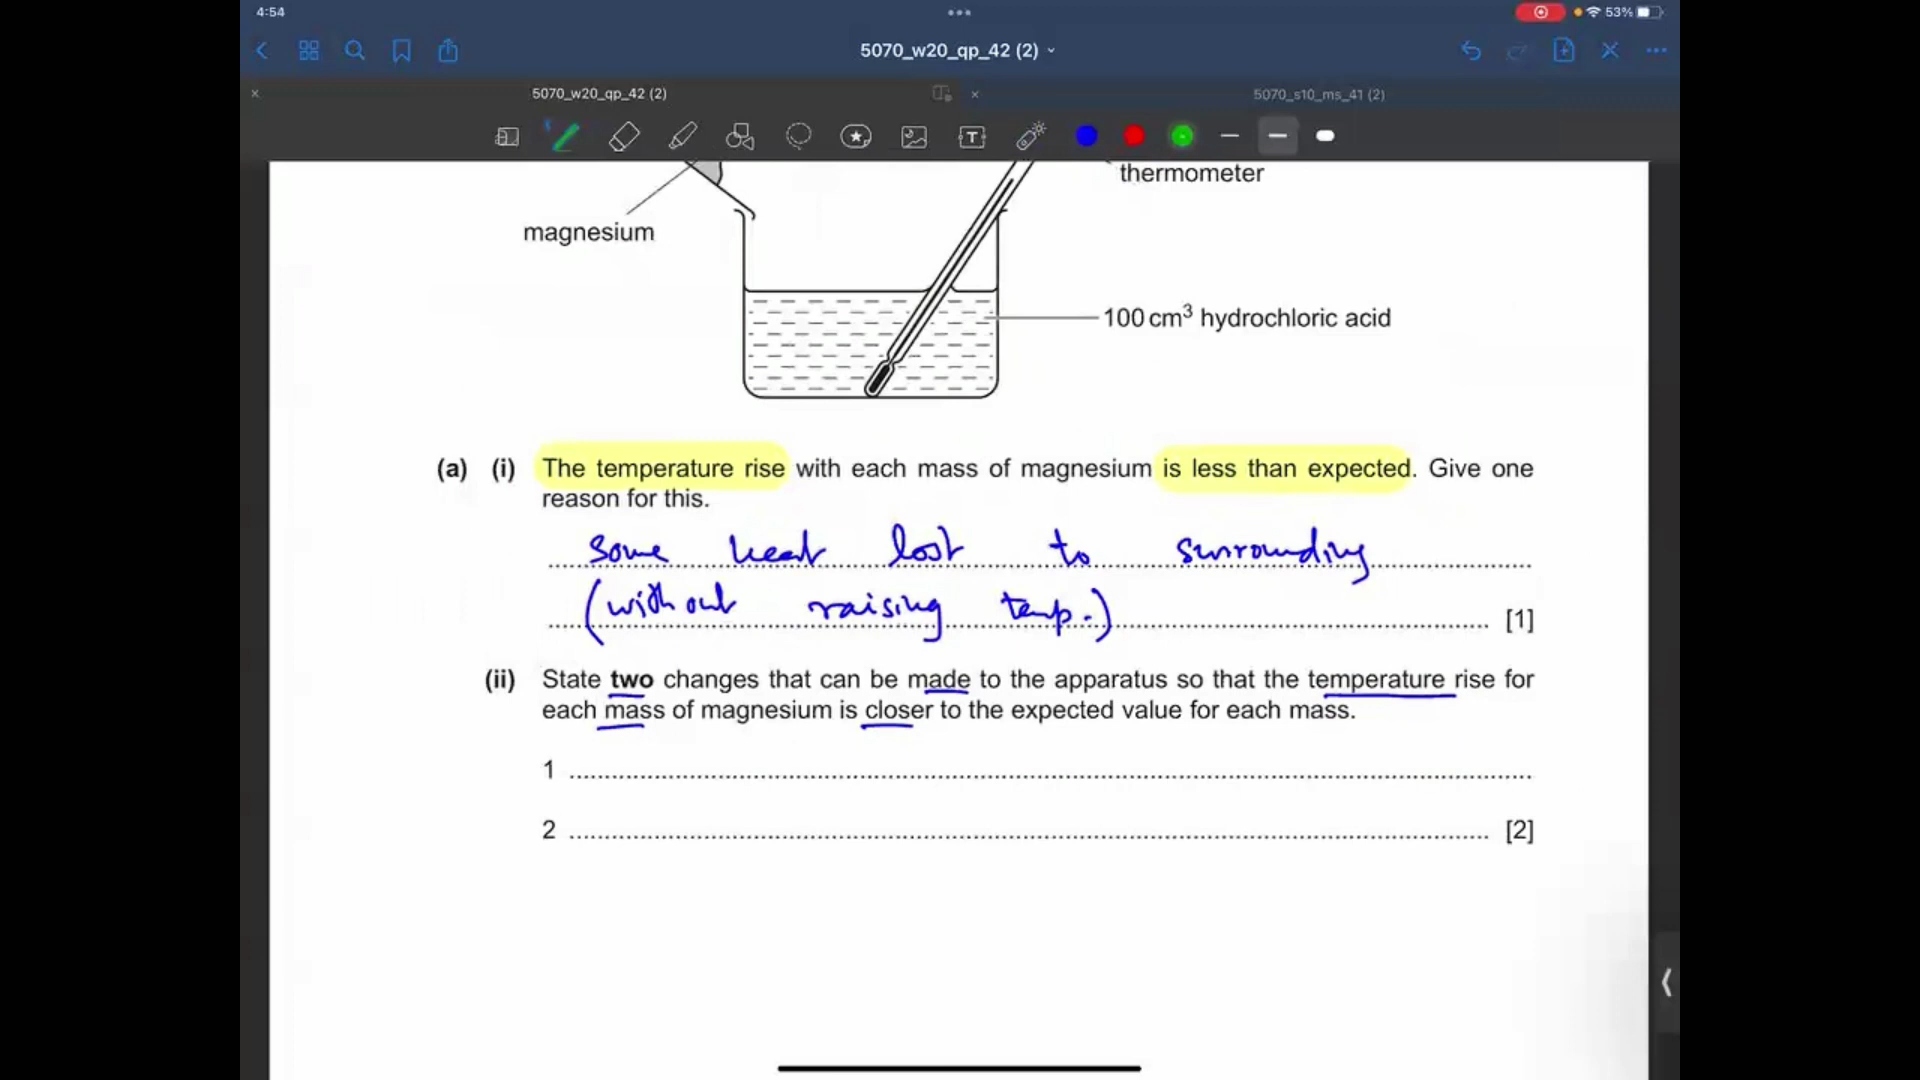 4:54
53%
5070_w20_qp_42 (2)
5070_w20_qp_42 (2)
5070_s10_ms_41 (2)
thermometer
magnesium
100 cm³ hydrochloric acid
(a) (i) The temperature rise with each mass of magnesium is less than expected. Give one
reason for this.
Some heat lost to surrounding
(without raising temp.)
[1]
(ii) State two changes that can be made to the apparatus so that the temperature rise for
each mass of magnesium is closer to the expected value for each mass.
1
2 [2]